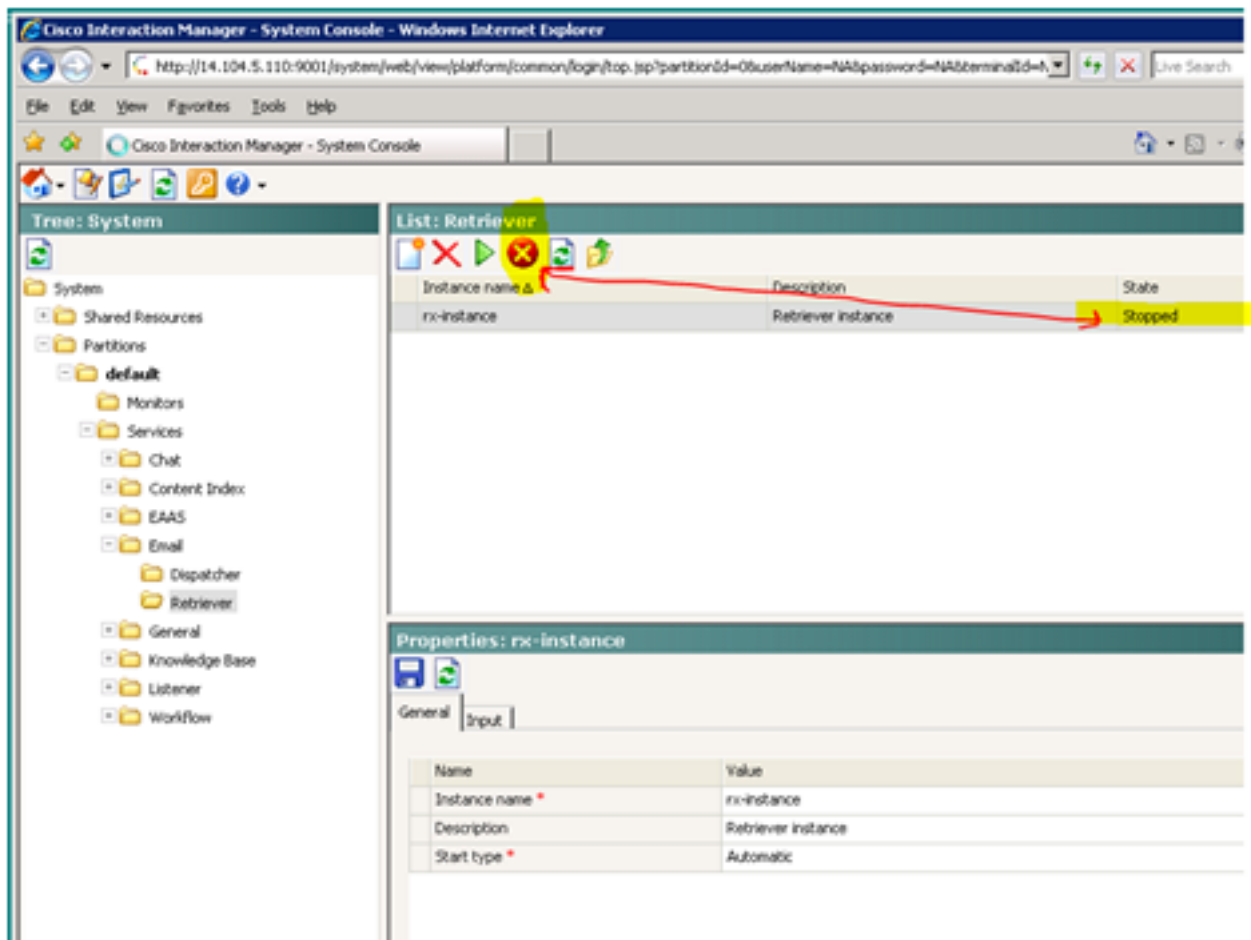 Cisco Interaction Manager - System Console - Windows Internet Explorer
http://14.104.5.110:9001/system/web/view/platform/common/login/top.jsp?partitionId=0&userName=NA&password=NA&terminalId=
Live Search
File Edit View Favorites Tools Help
Cisco Interaction Manager - System Console
Tree: System
System
Shared Resources
Partitions
default
Monitors
Services
Chat
Content Index
EAAS
Email
Dispatcher
Retriever
General
Knowledge Base
Listener
Workflow
List: Retriever
Instance name Description State
rx-instance Retriever instance Stopped
Properties: rx-instance
General Input
Name Value
Instance name * rx-instance
Description Retriever instance
Start type * Automatic